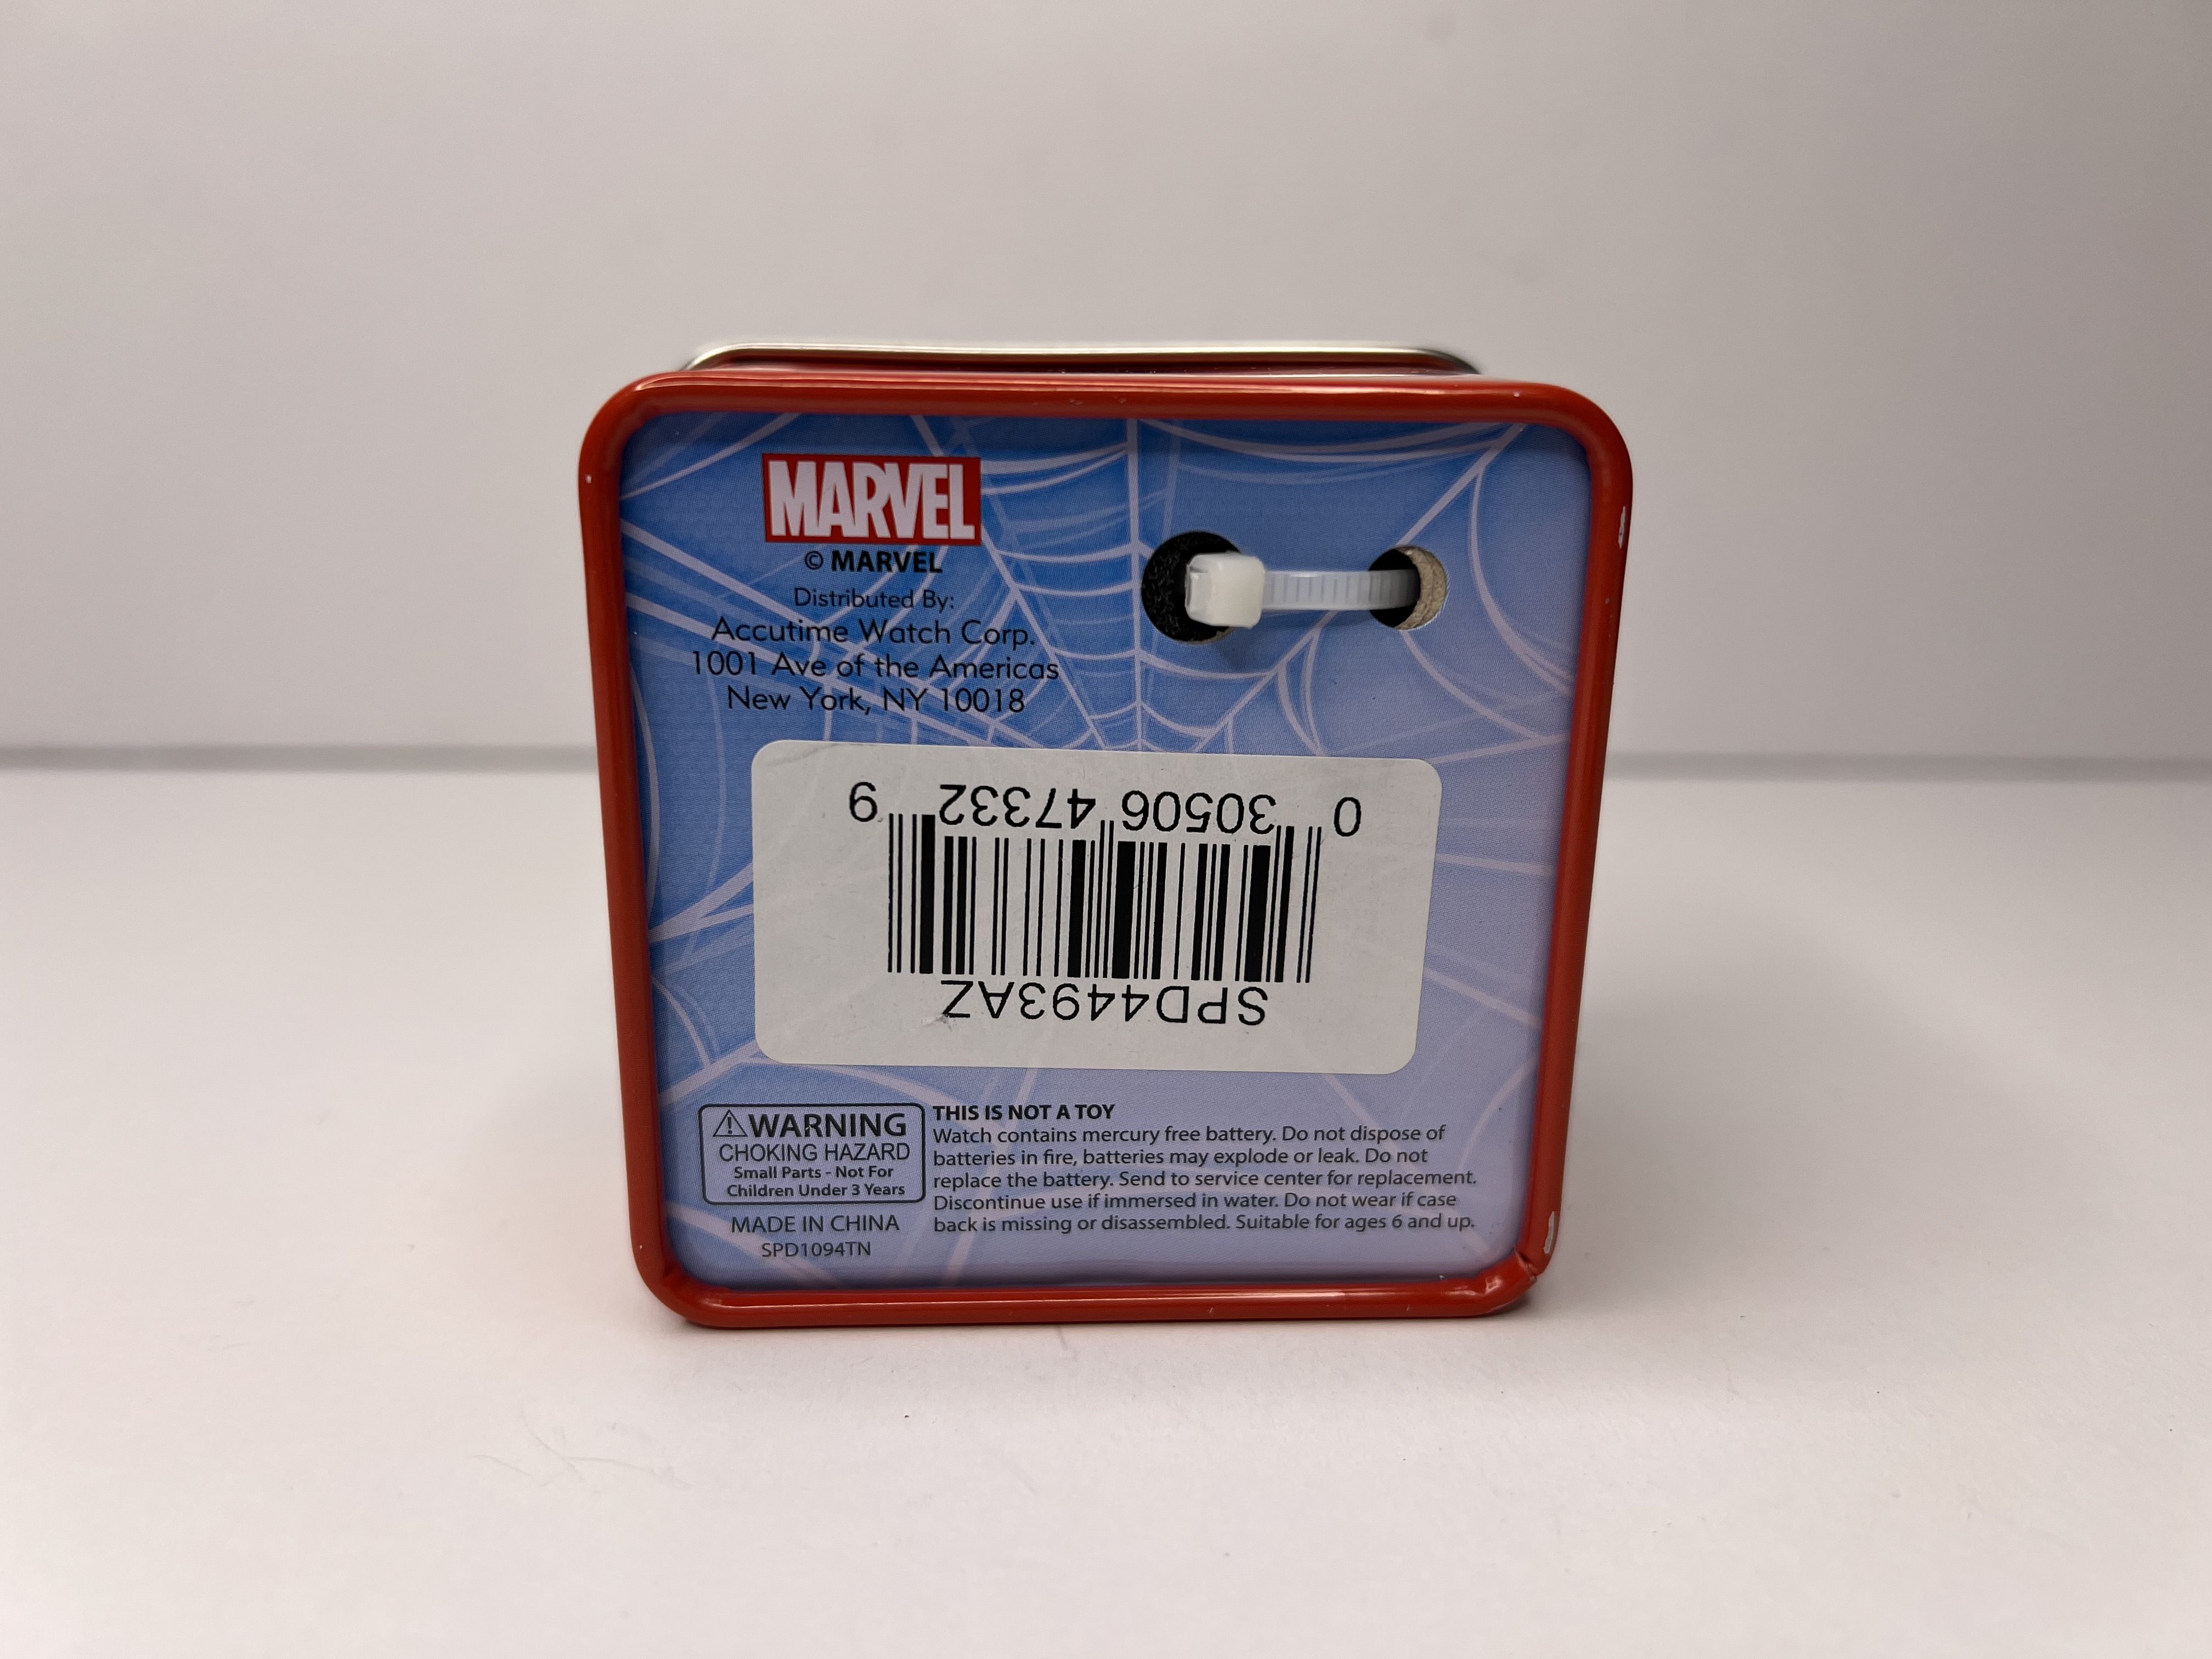 MARVEL
© MARVEL
Distributed By:
Accutime Watch Corp.
1001 Ave of the Americas
New York, NY 10018
SPD4493AZ
0 30506 47332 9
WARNING
CHOKING HAZARD
Small Parts - Not For
Children Under 3 Years
MADE IN CHINA
SPD1094TN
THIS IS NOT A TOY
Watch contains mercury free battery. Do not dispose of
batteries in fire, batteries may explode or leak. Do not
replace the battery. Send to service center for replacement.
Discontinue use if immersed in water. Do not wear if case
back is missing or disassembled. Suitable for ages 6 and up.